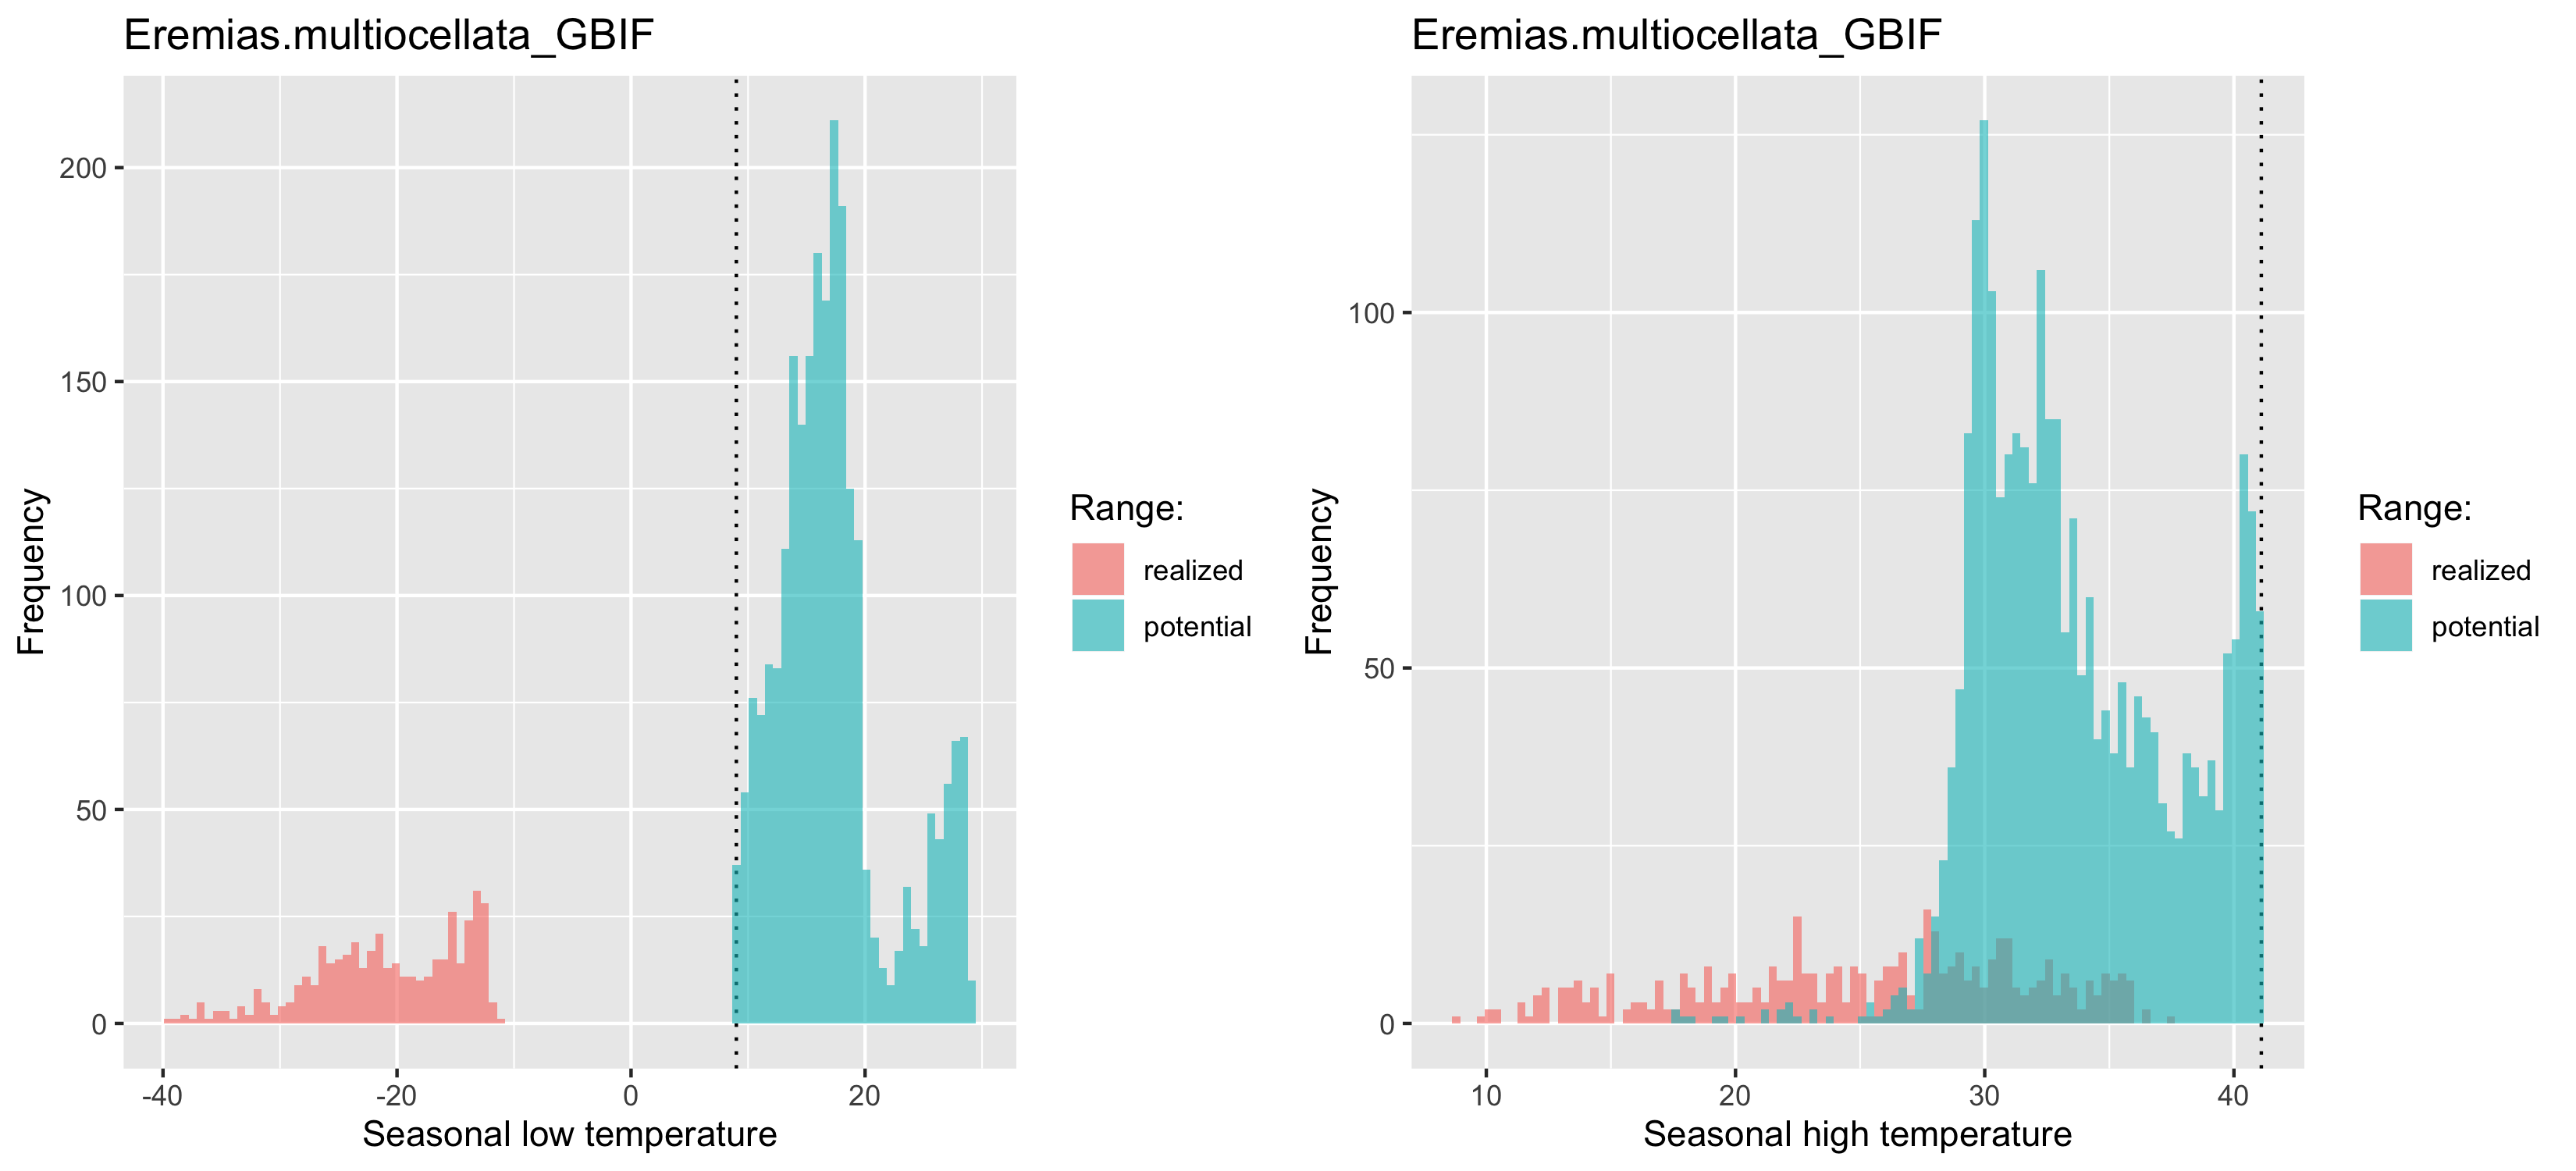 Eremias.multiocellata_GBIF
200
150
100
50
0
-40 -20 0 20
Seasonal low temperature
Frequency
Range:
realized
potential
Eremias.multiocellata_GBIF
100
50
0
10 20 30 40
Seasonal high temperature
Frequency
Range:
realized
potential